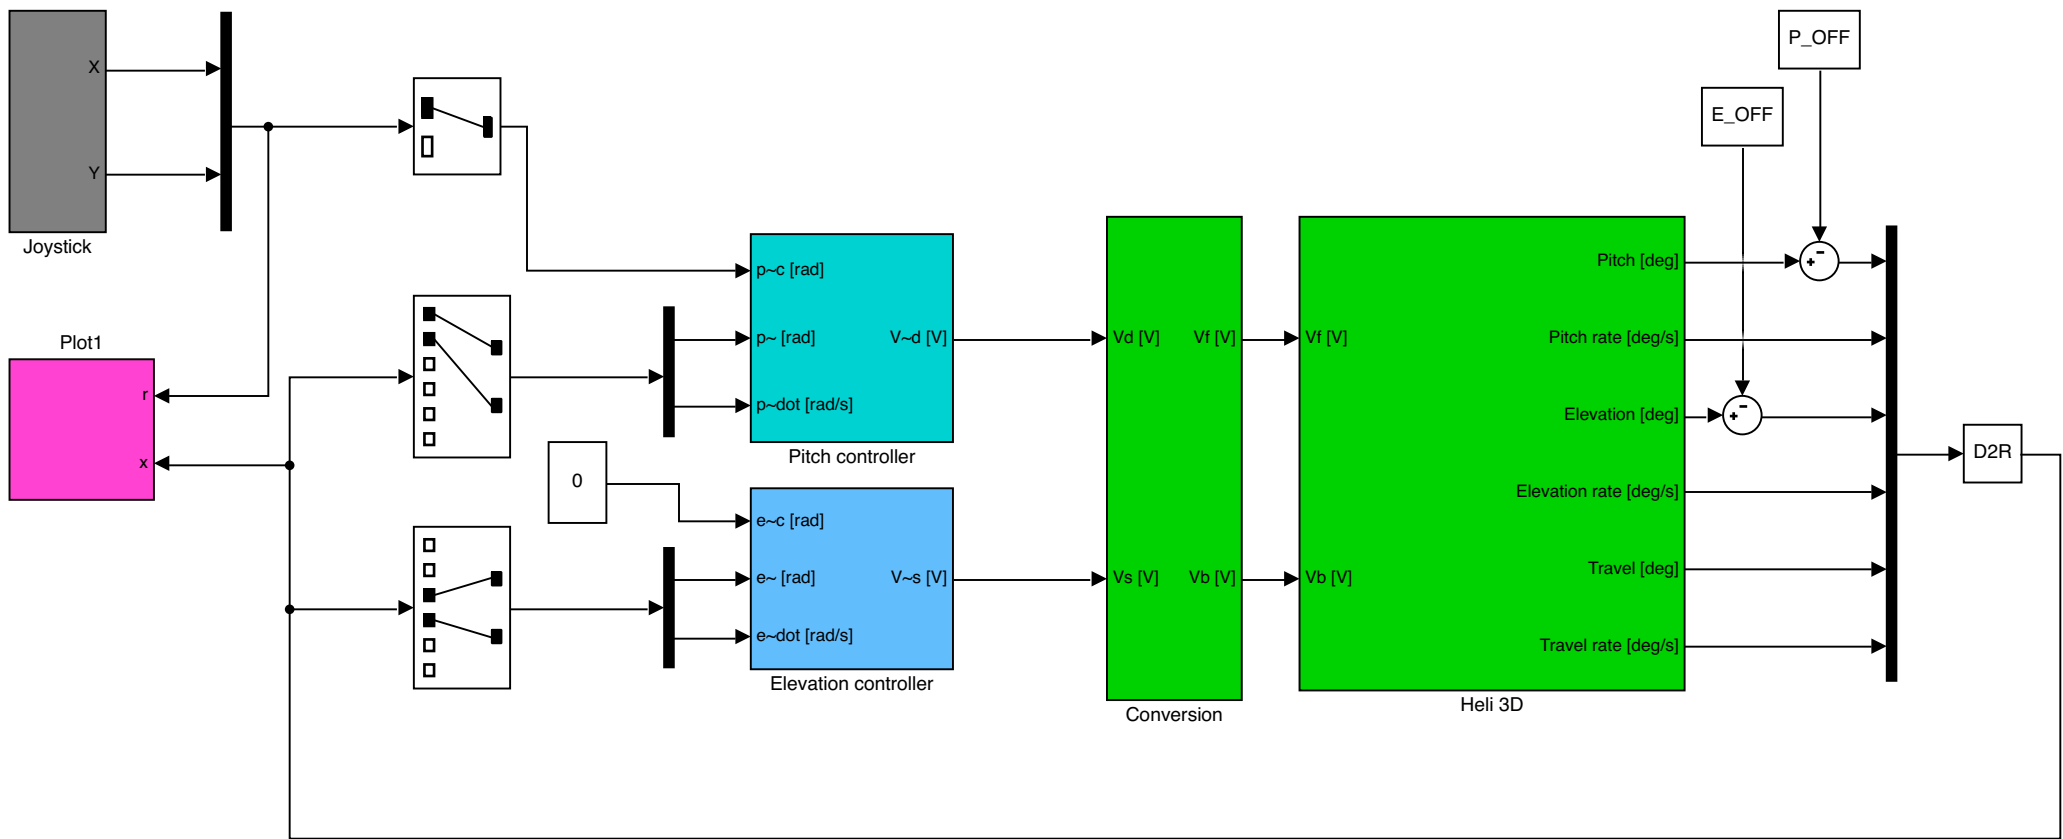 X
Y
Joystick
Plot1
r
x
0
p~c [rad]
p~ [rad]
p~dot [rad/s]
V~d [V]
Pitch controller
e~c [rad]
e~ [rad]
e~dot [rad/s]
V~s [V]
Elevation controller
Vd [V]
Vf [V]
Vs [V]
Vb [V]
Conversion
Vf [V]
Vb [V]
Pitch [deg]
Pitch rate [deg/s]
Elevation [deg]
Elevation rate [deg/s]
Travel [deg]
Travel rate [deg/s]
Heli 3D
P_OFF
E_OFF
+ -
+ -
D2R